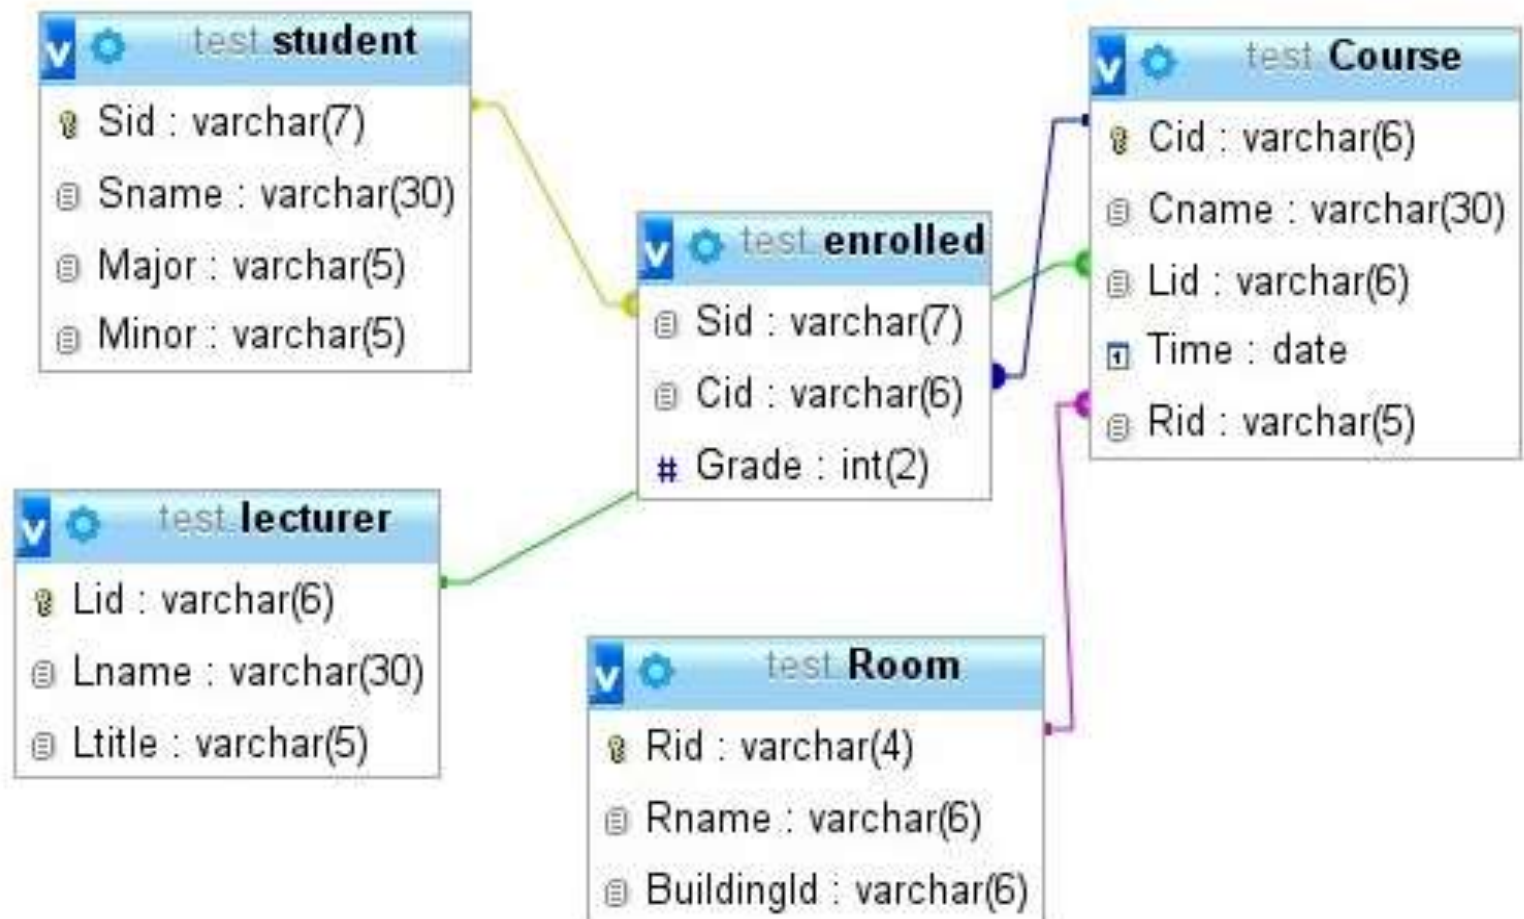 test.student
Sid : varchar(7)
Sname : varchar(30)
Major : varchar(5)
Minor : varchar(5)
test.enrolled
Sid : varchar(7)
Cid : varchar(6)
# Grade : int(2)
test.Course
Cid : varchar(6)
Cname : varchar(30)
Lid : varchar(6)
Time : date
Rid : varchar(5)
test.lecturer
Lid : varchar(6)
Lname : varchar(30)
Ltitle : varchar(5)
test.Room
Rid : varchar(4)
Rname : varchar(6)
BuildingId : varchar(6)